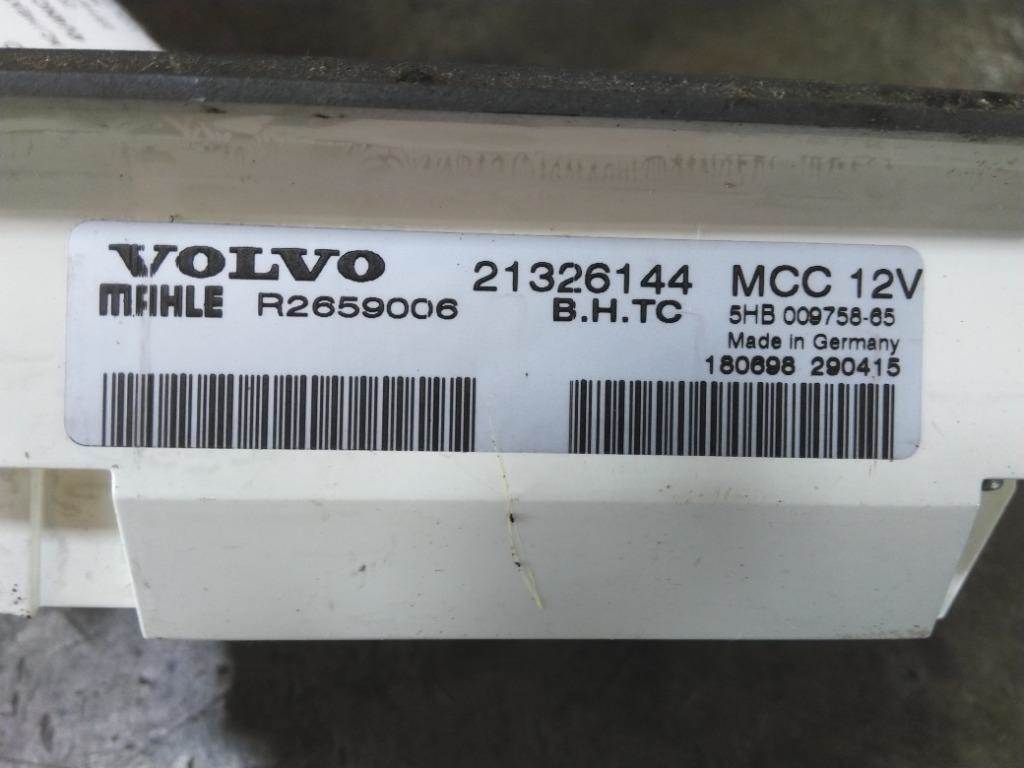 VOLVO 21326144 MCC 12V
MAHLE R2659006 B.H.TC 5HB 009758-65
Made in Germany
180698 290415